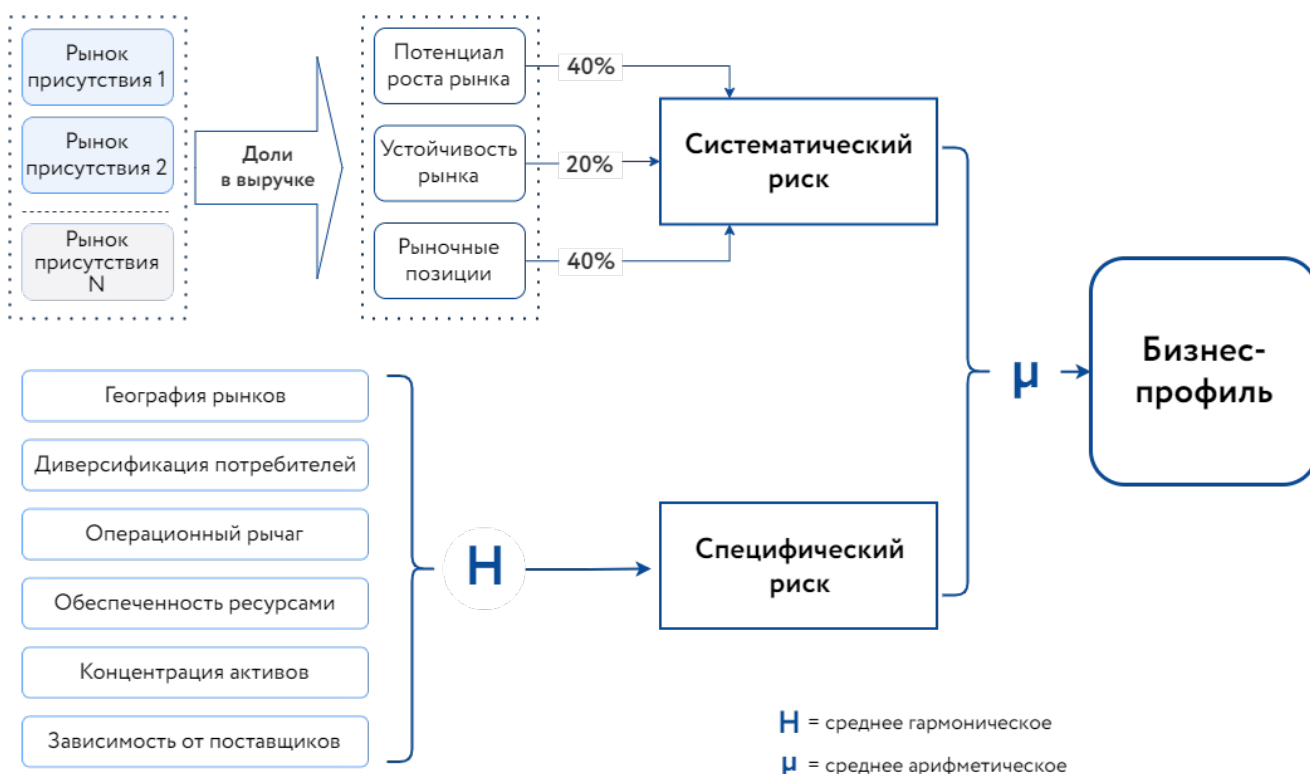 Рынок
присутствия 1
Рынок
присутствия 2
Рынок
присутствия
N
Доли
в выручке
Потенциал
роста рынка
Устойчивость
рынка
Рыночные
позиции
40%
20%
40%
Систематический
риск
География рынков
Диверсификация потребителей
Операционный рычаг
Обеспеченность ресурсами
Концентрация активов
Зависимость от поставщиков
H
Специфический
риск
μ
Бизнес-
профиль
H = среднее гармоническое
μ = среднее арифметическое